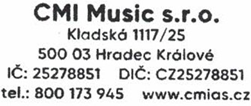 CMI Music s.r.o.
Kladská 1117/25
500 03 Hradec Králové
IČ: 25278851 DIČ: CZ25278851
tel.: 800 173 945 www.cmias.cz